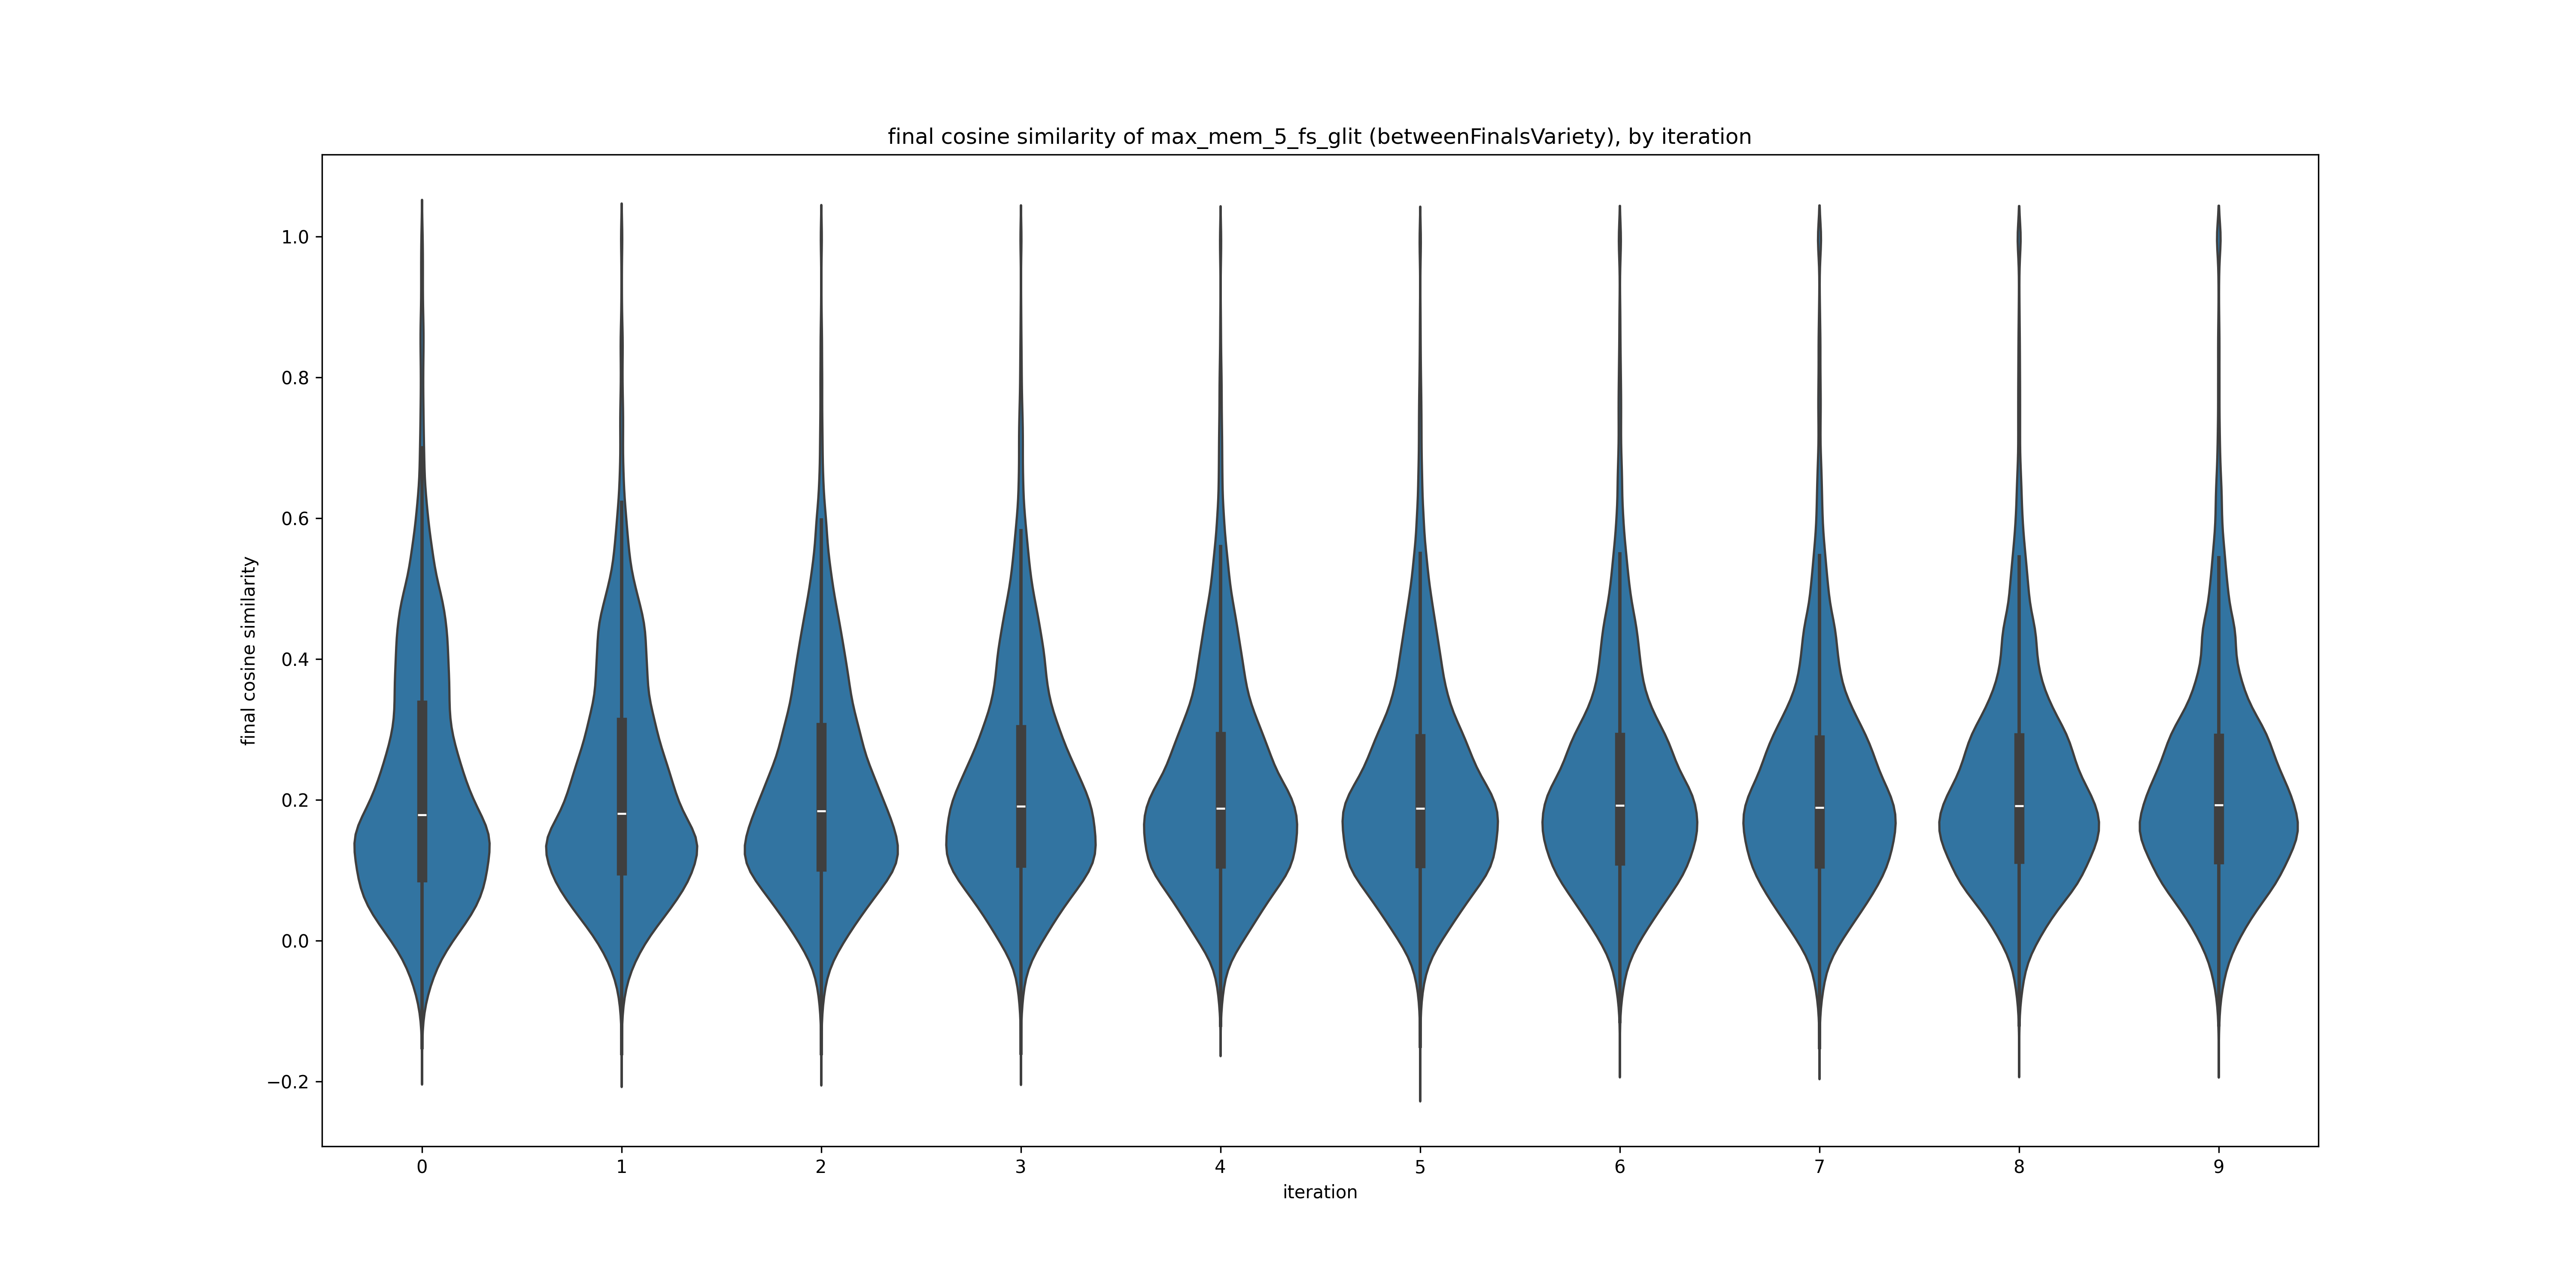 final cosine similarity of max_mem_5_fs_glit (betweenFinalsVariety), by iteration
final cosine similarity
1.0
0.8
0.6
0.4
0.2
0.0
−0.2
0 1 2 3 4 5 6 7 8 9
iteration